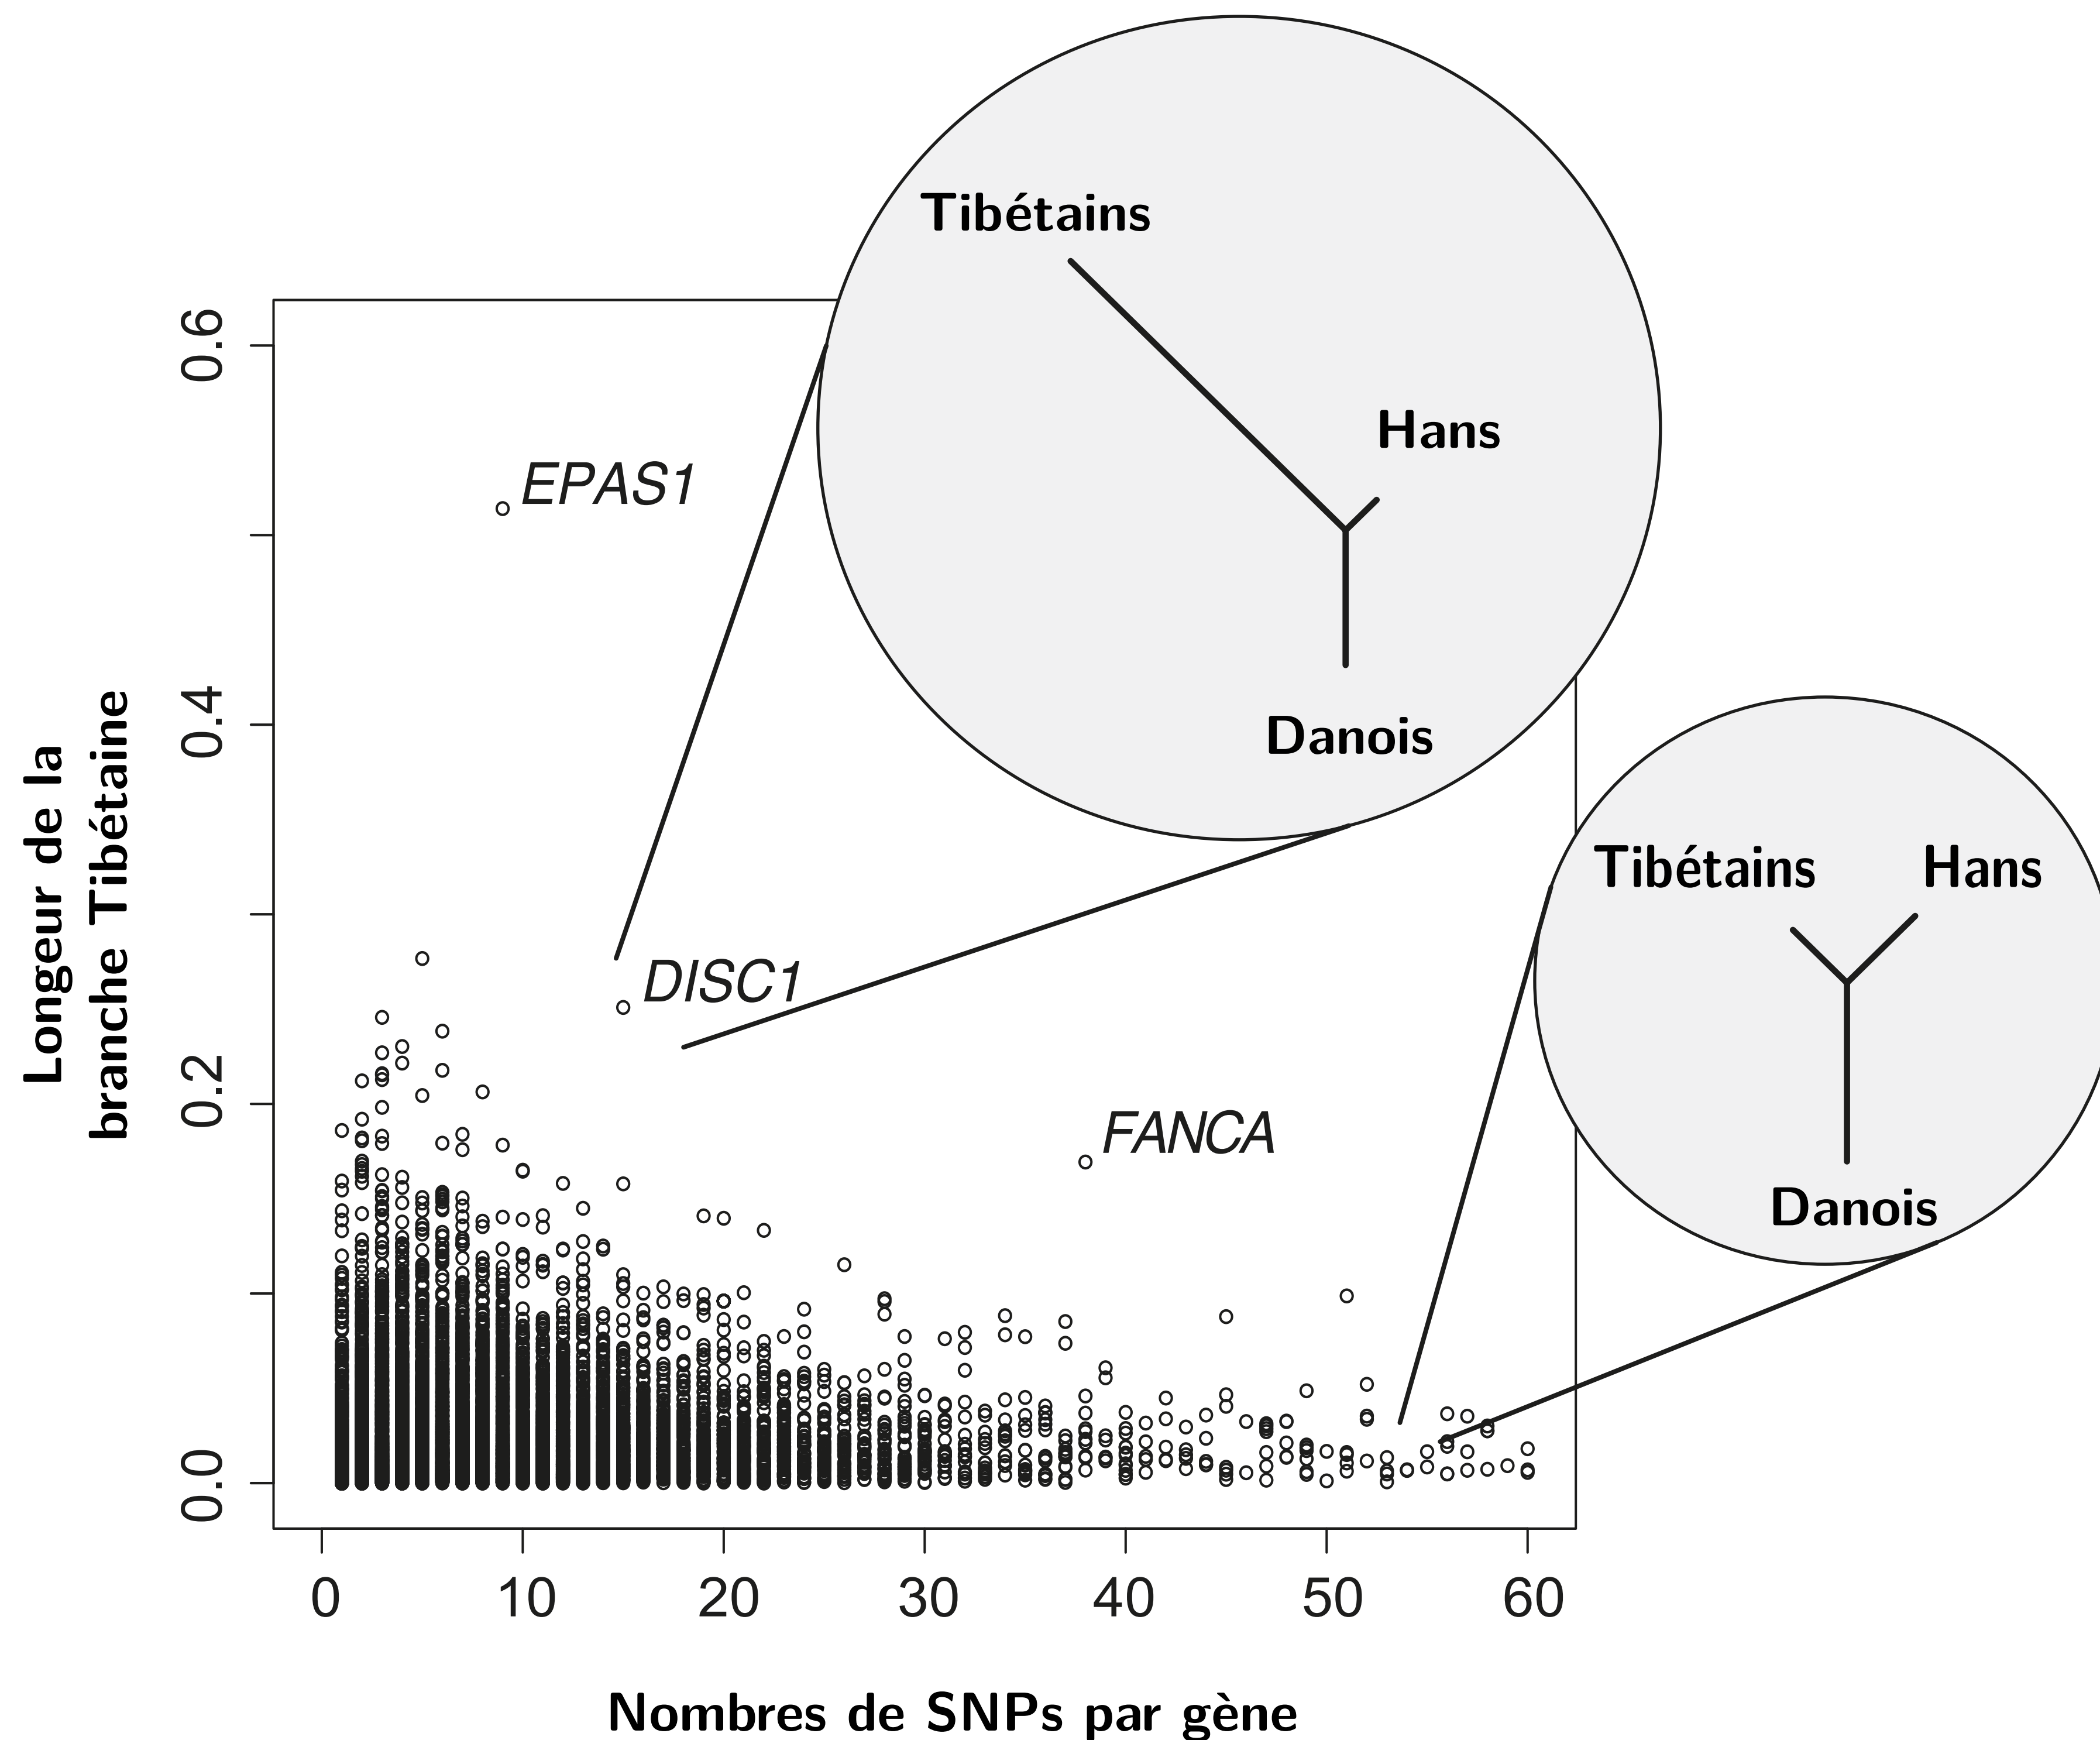 Tibétains
Hans
Danois
EPAS1
DISC1
FANCA
Tibétains
Hans
Danois
Longeur de la
branche Tibétaine
0.6
0.4
0.2
0.0
0
10
20
30
40
50
60
Nombres de SNPs par gène